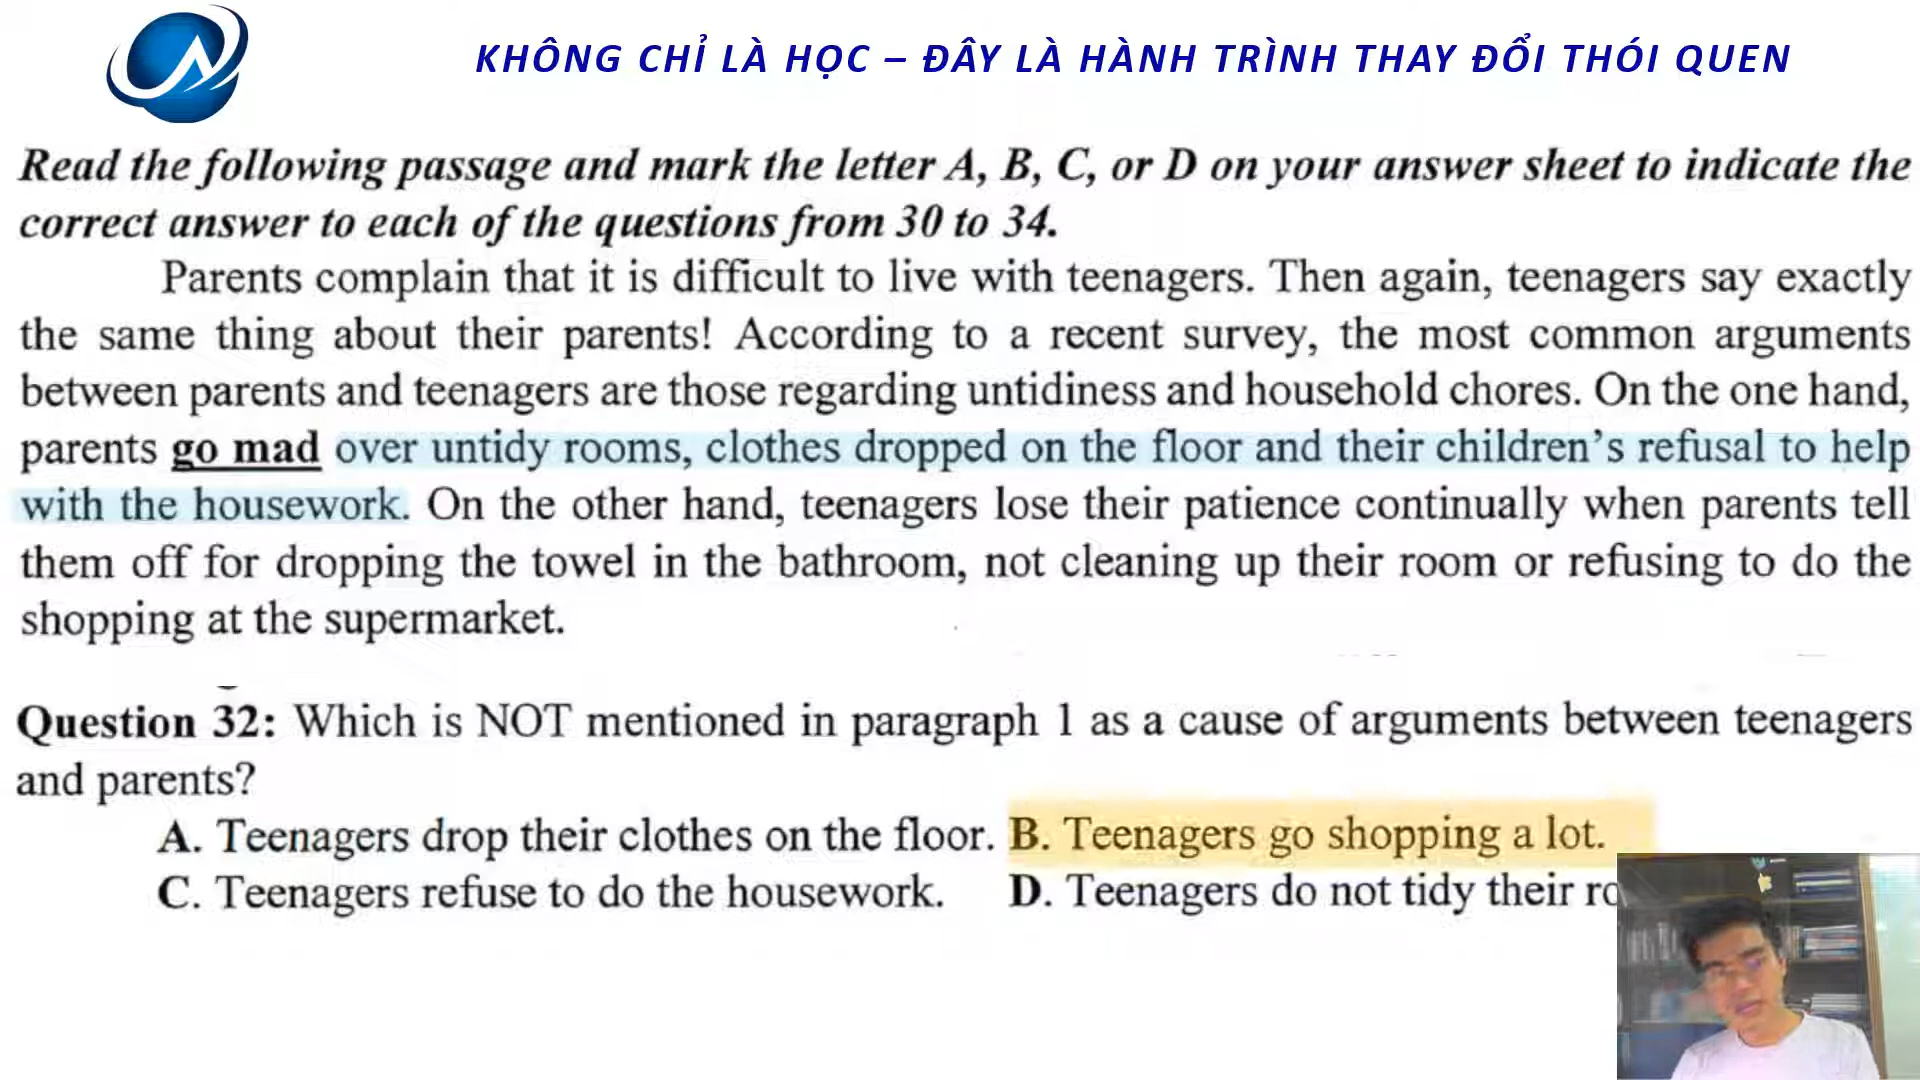 KHÔNG CHỈ LÀ HỌC – ĐÂY LÀ HÀNH TRÌNH THAY ĐỔI THÓI QUEN
Read the following passage and mark the letter A, B, C, or D on your answer sheet to indicate the
correct answer to each of the questions from 30 to 34.
Parents complain that it is difficult to live with teenagers. Then again, teenagers say exactly
the same thing about their parents! According to a recent survey, the most common arguments
between parents and teenagers are those regarding untidiness and household chores. On the one hand,
parents go mad over untidy rooms, clothes dropped on the floor and their children's refusal to help
with the housework. On the other hand, teenagers lose their patience continually when parents tell
them off for dropping the towel in the bathroom, not cleaning up their room or refusing to do the
shopping at the supermarket.
Question 32: Which is NOT mentioned in paragraph 1 as a cause of arguments between teenagers
and parents?
A. Teenagers drop their clothes on the floor. B. Teenagers go shopping a lot.
C. Teenagers refuse to do the housework. D. Teenagers do not tidy their